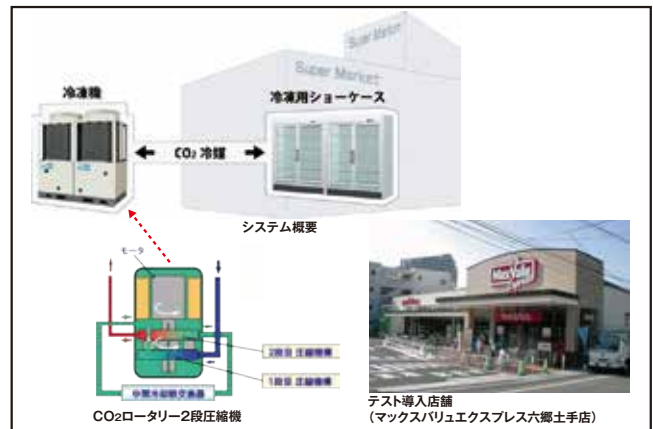 Super Market
Super Market
冷凍機
冷凍用ショーケース
CO₂ 冷媒
システム概要
モータ
2段目 圧縮機構
1段目 圧縮機構
中間冷却熱交換器
CO2ロータリー2段圧縮機
MaxValu
テスト導入店舗
(マックスバリュエクスプレス六郷土手店)